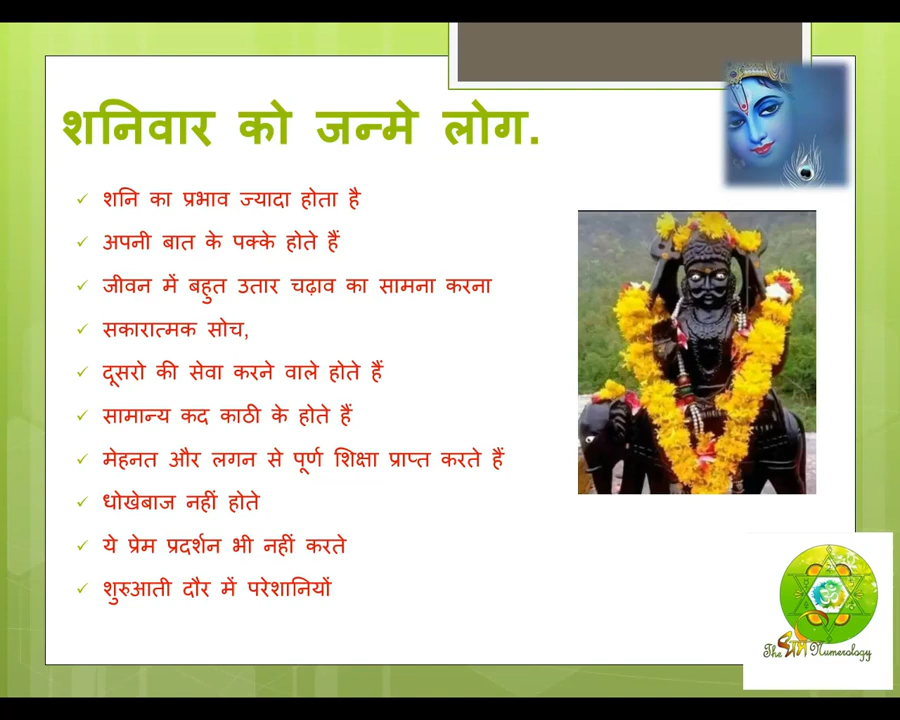 शनिवार को जन्मे लोग.
शनि का प्रभाव ज्यादा होता है
अपनी बात के पक्के होते हैं
जीवन में बहुत उतार चढ़ाव का सामना करना
सकारात्मक सोच,
दूसरो की सेवा करने वाले होते हैं
सामान्य कद काठी के होते हैं
मेहनत और लगन से पूर्ण शिक्षा प्राप्त करते हैं
धोखेबाज नहीं होते
ये प्रेम प्रदर्शन भी नहीं करते
शुरुआती दौर में परेशानियों
The Numerology